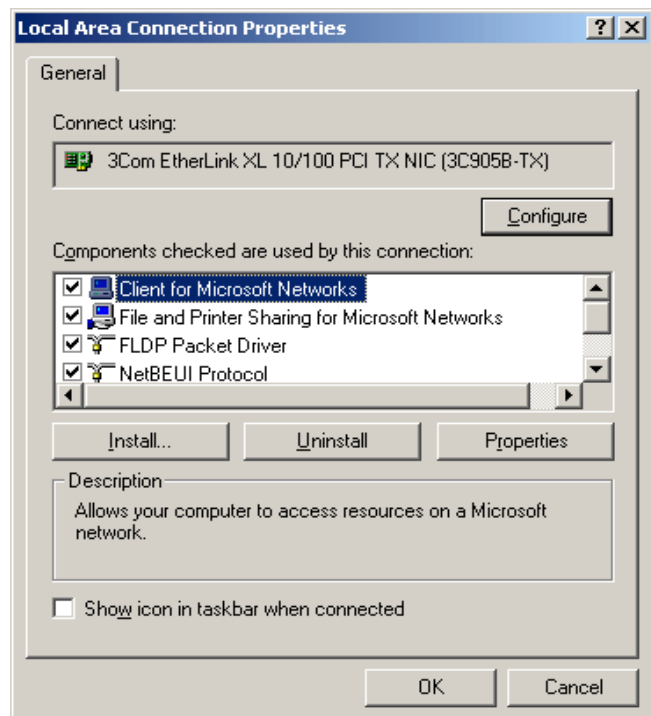 Local Area Connection Properties
General
Connect using:
3Com EtherLink XL 10/100 PCI TX NIC (3C905B-TX)
Configure
Components checked are used by this connection:
Client for Microsoft Networks
File and Printer Sharing for Microsoft Networks
FLDP Packet Driver
NetBEUI Protocol
Install... Uninstall Properties
Description
Allows your computer to access resources on a Microsoft
network.
Show icon in taskbar when connected
OK Cancel